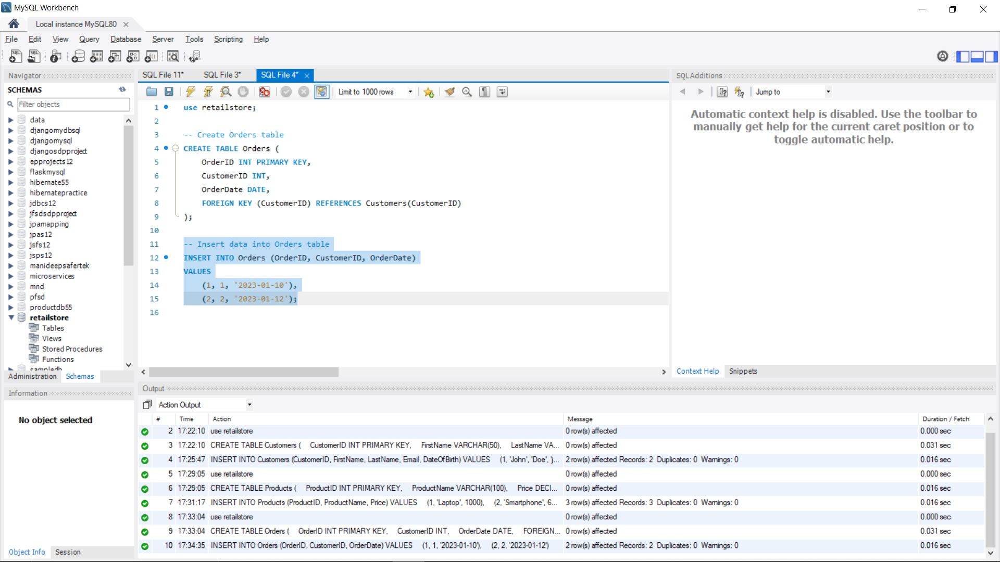 MySQL Workbench
Local instance MySQL80
File Edit View Query Database Server Tools Scripting Help
Navigator
SCHEMAS
Filter objects
data
djangomydbsql
djangomysql
djangosdpproject
epprojects12
flaskmysql
hibernate55
hibernatepractice
jdbcs12
jfsdsdpproject
jpamapping
jpas12
jsfs12
jsps12
manideepsafertek
microservices
mnd
pfsd
productdb55
retailstore
Tables
Views
Stored Procedures
Functions
sampledb
Administration Schemas
Information
No object selected
Object Info Session
SQL File 11* SQL File 3* SQL File 4*
Limit to 1000 rows
1 use retailstore;
2
3 -- Create Orders table
4 CREATE TABLE Orders (
5 OrderID INT PRIMARY KEY,
6 CustomerID INT,
7 OrderDate DATE,
8 FOREIGN KEY (CustomerID) REFERENCES Customers(CustomerID)
9 );
10
11 -- Insert data into Orders table
12 INSERT INTO Orders (OrderID, CustomerID, OrderDate)
13 VALUES
14 (1, 1, '2023-01-10'),
15 (2, 2, '2023-01-12');
16
SQLAdditions
Jump to
Automatic context help is disabled. Use the toolbar to
manually get help for the current caret position or to
toggle automatic help.
Context Help Snippets
Output
Action Output
# Time Action Message Duration / Fetch
2 17:22:10 use retailstore 0 row(s) affected 0.000 sec
3 17:22:10 CREATE TABLE Customers ( CustomerID INT PRIMARY KEY, FirstName VARCHAR(50), LastName VA... 0 row(s) affected 0.031 sec
4 17:25:47 INSERT INTO Customers (CustomerID, FirstName, LastName, Email, DateOfBirth) VALUES (1, 'John', 'Doe', 'j... 2 row(s) affected Records: 2 Duplicates: 0 Warnings: 0 0.016 sec
5 17:29:05 use retailstore 0 row(s) affected 0.000 sec
6 17:29:05 CREATE TABLE Products ( ProductID INT PRIMARY KEY, ProductName VARCHAR(100), Price DECI... 0 row(s) affected 0.016 sec
7 17:31:17 INSERT INTO Products (ProductID, ProductName, Price) VALUES (1, 'Laptop', 1000), (2, 'Smartphone', 6... 3 row(s) affected Records: 3 Duplicates: 0 Warnings: 0 0.016 sec
8 17:33:04 use retailstore 0 row(s) affected 0.000 sec
9 17:33:04 CREATE TABLE Orders ( OrderID INT PRIMARY KEY, CustomerID INT, OrderDate DATE, FOREIGN... 0 row(s) affected 0.031 sec
10 17:34:35 INSERT INTO Orders (OrderID, CustomerID, OrderDate) VALUES (1, 1, '2023-01-10'), (2, 2, '2023-01-12') 2 row(s) affected Records: 2 Duplicates: 0 Warnings: 0 0.016 sec